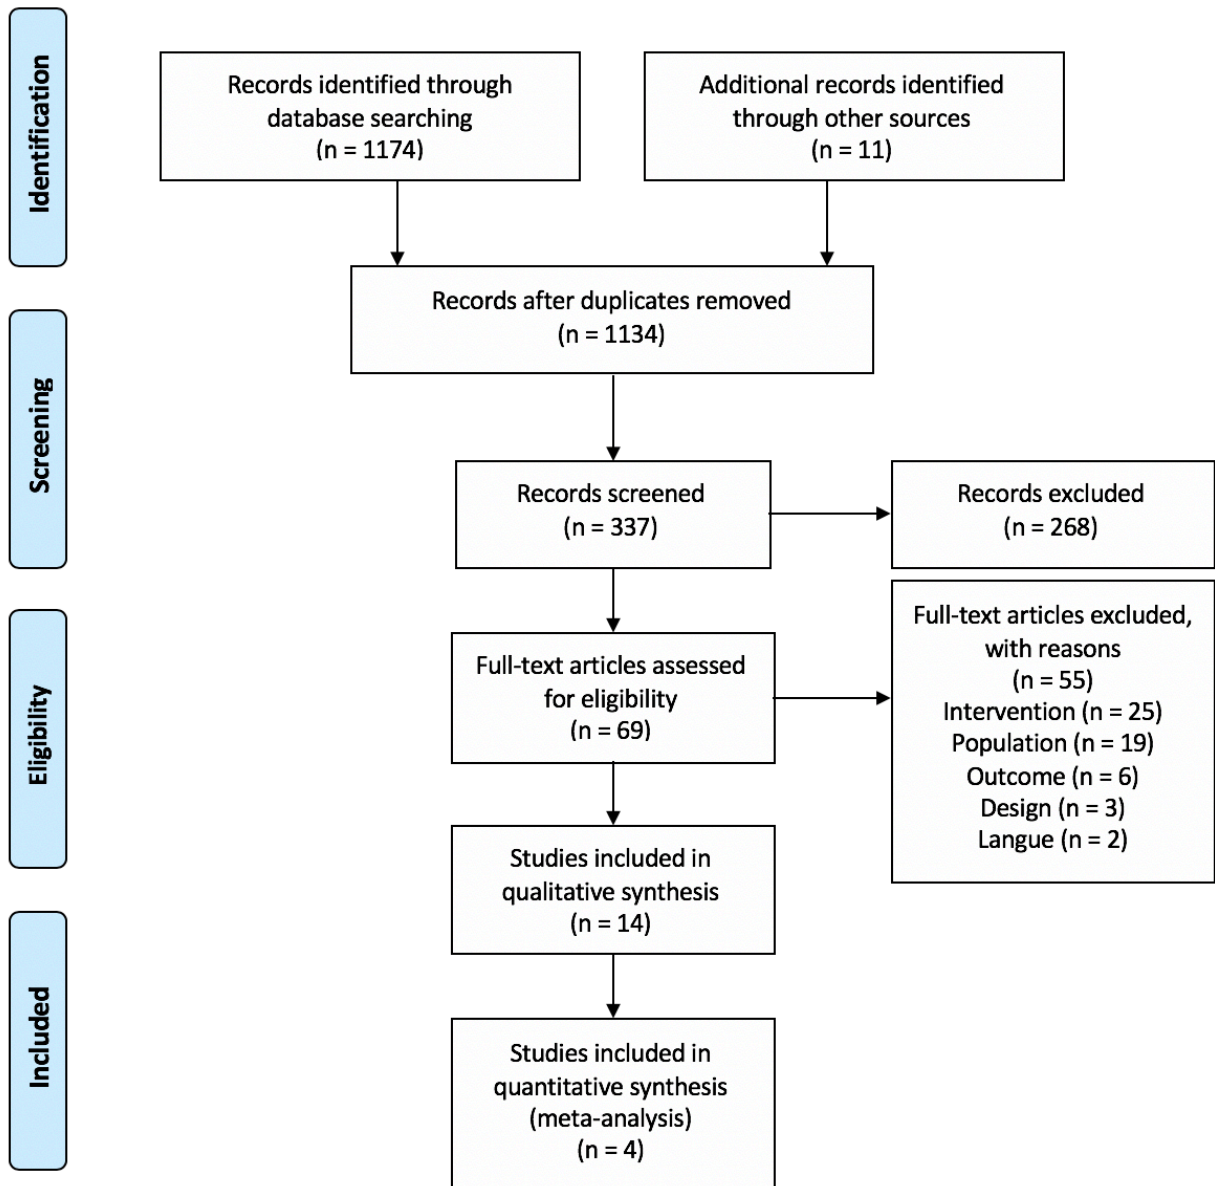 Identification
Records identified through
database searching
(n = 1174)
Additional records identified
through other sources
(n = 11)
Records after duplicates removed
(n = 1134)
Screening
Records screened
(n = 337)
Records excluded
(n = 268)
Eligibility
Full-text articles assessed
for eligibility
(n = 69)
Full-text articles excluded,
with reasons
(n = 55)
Intervention (n = 25)
Population (n = 19)
Outcome (n = 6)
Design (n = 3)
Langue (n = 2)
Studies included in
qualitative synthesis
(n = 14)
Included
Studies included in
quantitative synthesis
(meta-analysis)
(n = 4)